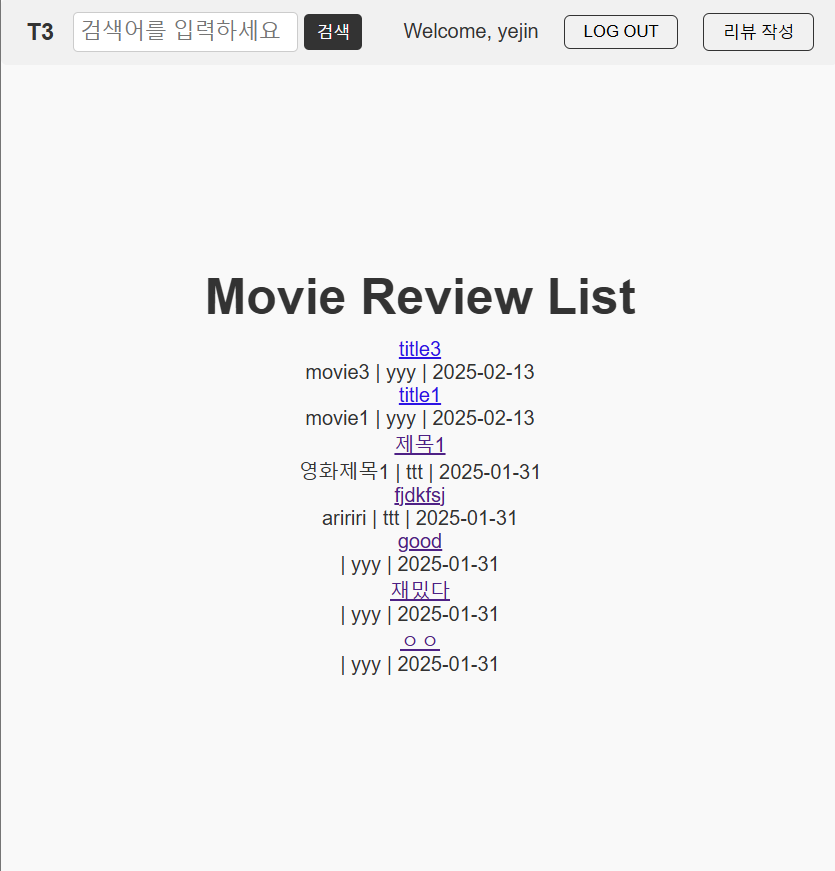 T3 검색어를 입력하세요 검색 Welcome, yejin LOG OUT 리뷰 작성
Movie Review List
title3
movie3 | yyy | 2025-02-13
title1
movie1 | yyy | 2025-02-13
제목1
영화제목1 | ttt | 2025-01-31
fjdkfsj
aririri | ttt | 2025-01-31
good
| yyy | 2025-01-31
재밌다
| yyy | 2025-01-31
ㅇㅇ
| yyy | 2025-01-31